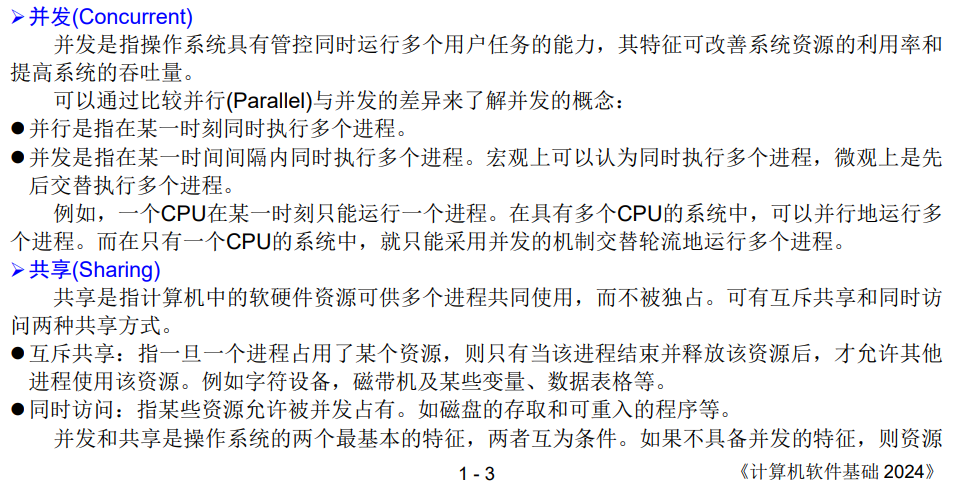 ➢并发(Concurrent)
并发是指操作系统具有管控同时运行多个用户任务的能力，其特征可改善系统资源的利用率和
提高系统的吞吐量。
可以通过比较并行(Parallel)与并发的差异来了解并发的概念：
●并行是指在某一时刻同时执行多个进程。
●并发是指在某一时间间隔内同时执行多个进程。宏观上可以认为同时执行多个进程，微观上是先
后交替执行多个进程。
例如，一个CPU在某一时刻只能运行一个进程。在具有多个CPU的系统中，可以并行地运行多
个进程。而在只有一个CPU的系统中，就只能采用并发的机制交替轮流地运行多个进程。
➢共享(Sharing)
共享是指计算机中的软硬件资源可供多个进程共同使用，而不被独占。可有互斥共享和同时访
问两种共享方式。
●互斥共享：指一旦一个进程占用了某个资源，则只有当该进程结束并释放该资源后，才允许其他
进程使用该资源。例如字符设备，磁带机及某些变量、数据表格等。
●同时访问：指某些资源允许被并发占有。如磁盘的存取和可重入的程序等。
并发和共享是操作系统的两个最基本的特征，两者互为条件。如果不具备并发的特征，则资源
1 - 3
《计算机软件基础 2024》